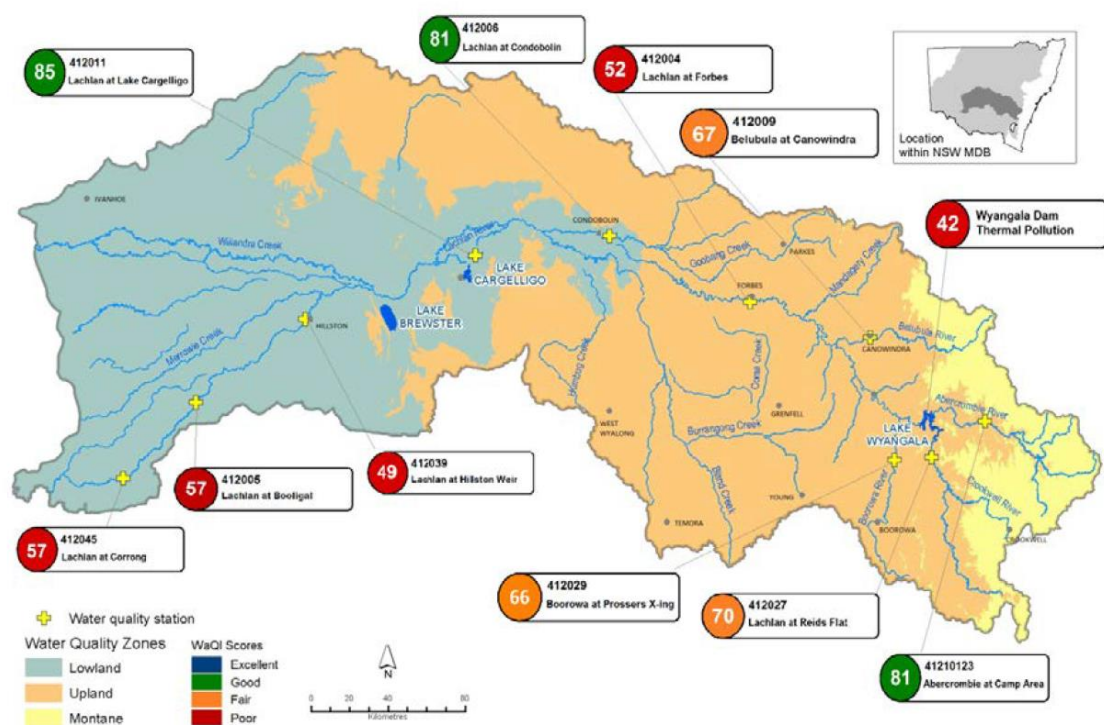 85
412011
Lachlan at Lake Cargelligo
81
412006
Lachlan at Condobolin
52
412004
Lachlan at Forbes
67
412009
Belubula at Canowindra
Location
within NSW MDB
42
Wyangala Dam
Thermal Pollution
IVANHOE
Willandra Creek
Lachlan River
CONDOBOLIN
Goobang Creek
PARKES
Mandagery Creek
LAKE
CARGELLIGO
FORBES
LAKE
BREWSTER
HILLSTON
Merrowie Creek
Belubula River
CANOWINDRA
Humbug Creek
WEST
WYALONG
Burrangong Creek
GRENFELL
LAKE
WYANGALA
Abercrombie River
Crookwell River
Bland Creek
YOUNG
TEMORA
Boorowa River
BOOROWA
CROOKWELL
49
412039
Lachlan at Hillston Weir
57
412005
Lachlan at Booligal
57
412045
Lachlan at Corrong
66
412029
Boorowa at Prossers X-ing
70
412027
Lachlan at Reids Flat
81
41210123
Abercrombie at Camp Area
Water quality station
Water Quality Zones
Lowland
Upland
Montane
WaQI Scores
Excellent
Good
Fair
Poor
N
0 20 40 60 80
Kilometres